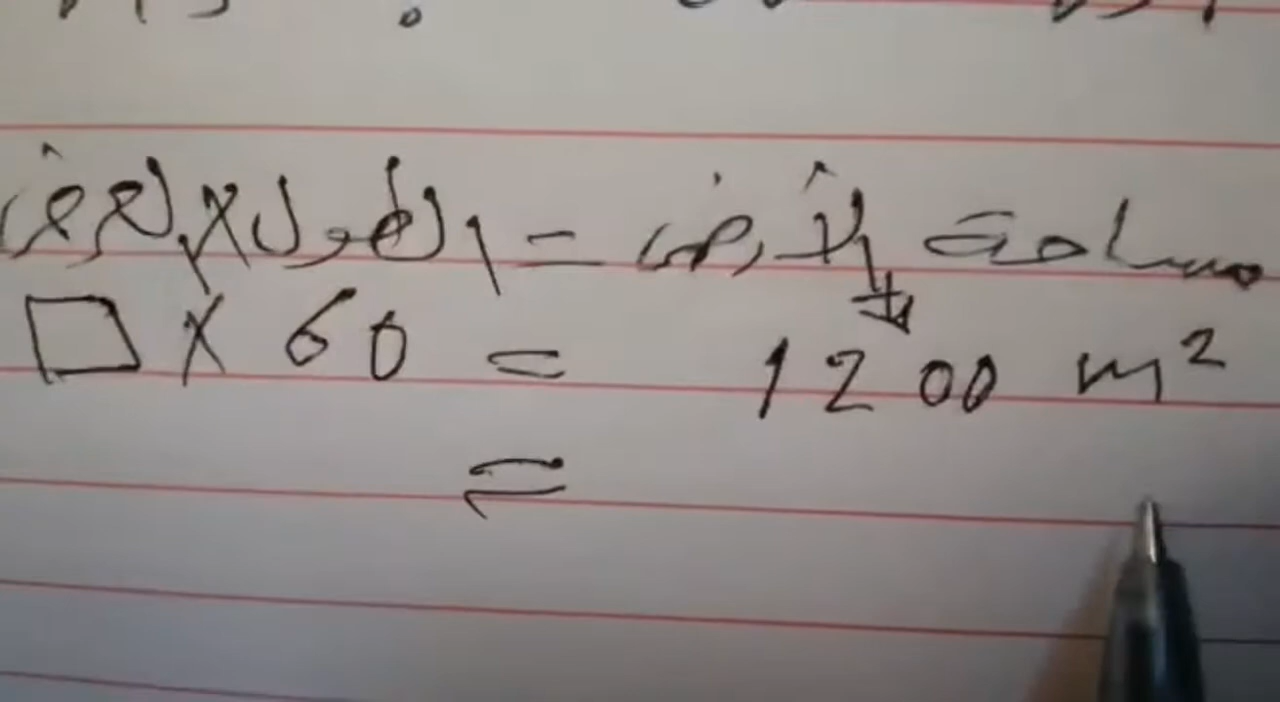 مساحة الأرض = الطول × العرض
□ × 60 = 1200 m²
=